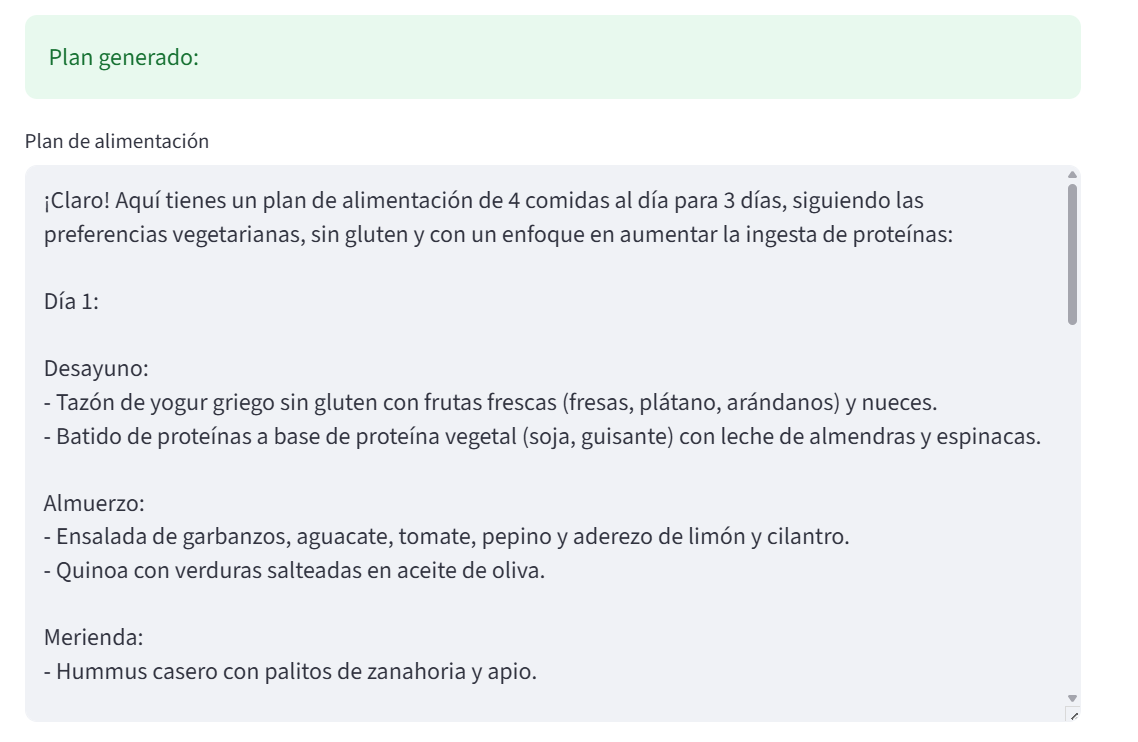 Plan generado:
Plan de alimentación
¡Claro! Aquí tienes un plan de alimentación de 4 comidas al día para 3 días, siguiendo las
preferencias vegetarianas, sin gluten y con un enfoque en aumentar la ingesta de proteínas:
Día 1:
Desayuno:
- Tazón de yogur griego sin gluten con frutas frescas (fresas, plátano, arándanos) y nueces.
- Batido de proteínas a base de proteína vegetal (soja, guisante) con leche de almendras y espinacas.
Almuerzo:
- Ensalada de garbanzos, aguacate, tomate, pepino y aderezo de limón y cilantro.
- Quinoa con verduras salteadas en aceite de oliva.
Merienda:
- Hummus casero con palitos de zanahoria y apio.